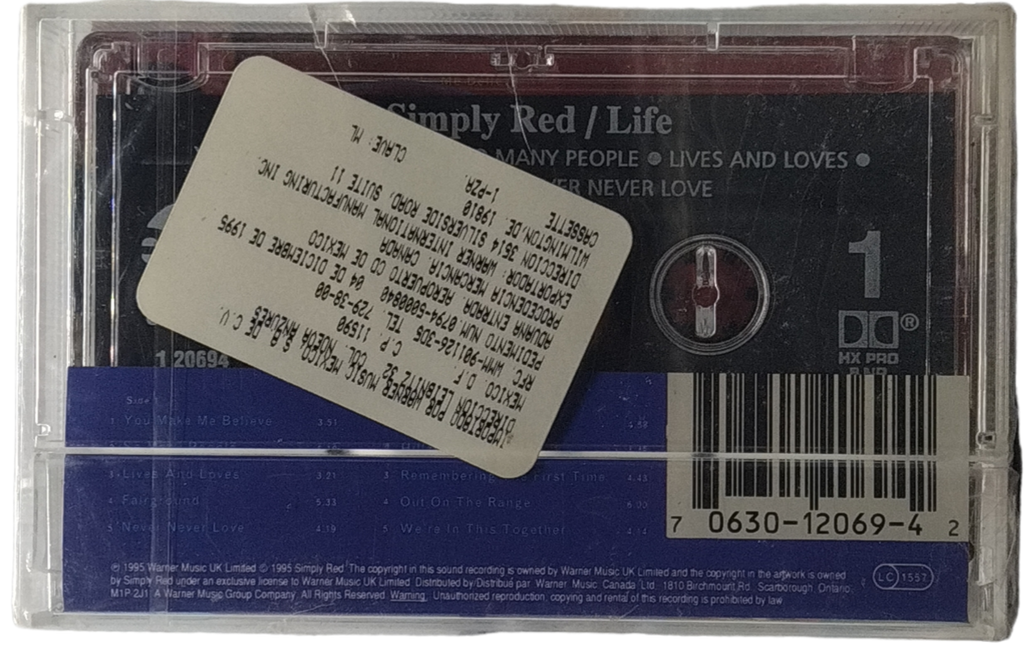 Simply Red / Life
MANY PEOPLE ● LIVES AND LOVES ●
VER NEVER LOVE
1
HX PRO
B NR
1 20694
IMPORTADO POR WARNER MUSIC MEXICO S.A. DE C.V.
DIRECCION LEYBNITZ 32 COL. NUEVA ANZURES
MEXICO, D.F. C.P. 11590 TEL. 729-38-00
RFC. WMM-901126-3D5
PEDIMENTO NUM 0794-5000840 04 DE DICIEMBRE DE 1995
ADUANA ENTRADA. AEROPUERTO CD DE MEXICO
PROCEDENCIA MERCANCIA. CANADA
EXPORTADOR. WARNER INTERNATIONAL MANUFACTURING INC.
DIRECCION 3514 SILVERSIDE ROAD, SUITE 11
WILMINGTON, DE. 19810
CASSETTE 1-PZA. CLAVE: ML
Side 1
1 You Make Me Believe 3.51
3 Lives And Loves 3.21
4 Fairground 5.33
5 Never Never Love 4.19
4.58
3 Remembering The First Time 4.43
4 Out On The Range 6.03
5 We're In This Together
7 0630-12069-4 2
℗ 1995 Warner Music UK Limited © 1995 Simply Red The copyright in this sound recording is owned by Warner Music UK Limited and the copyright in the artwork is owned
by Simply Red under an exclusive license to Warner Music UK Limited. Distributed by/Distribué par: Warner Music Canada Ltd., 1810 Birchmount Rd., Scarborough, Ontario,
M1P 2J1 A Warner Music Group Company. All Rights Reserved. Warning: Unauthorized reproduction, copying and rental of this recording is prohibited by law
LC 1557